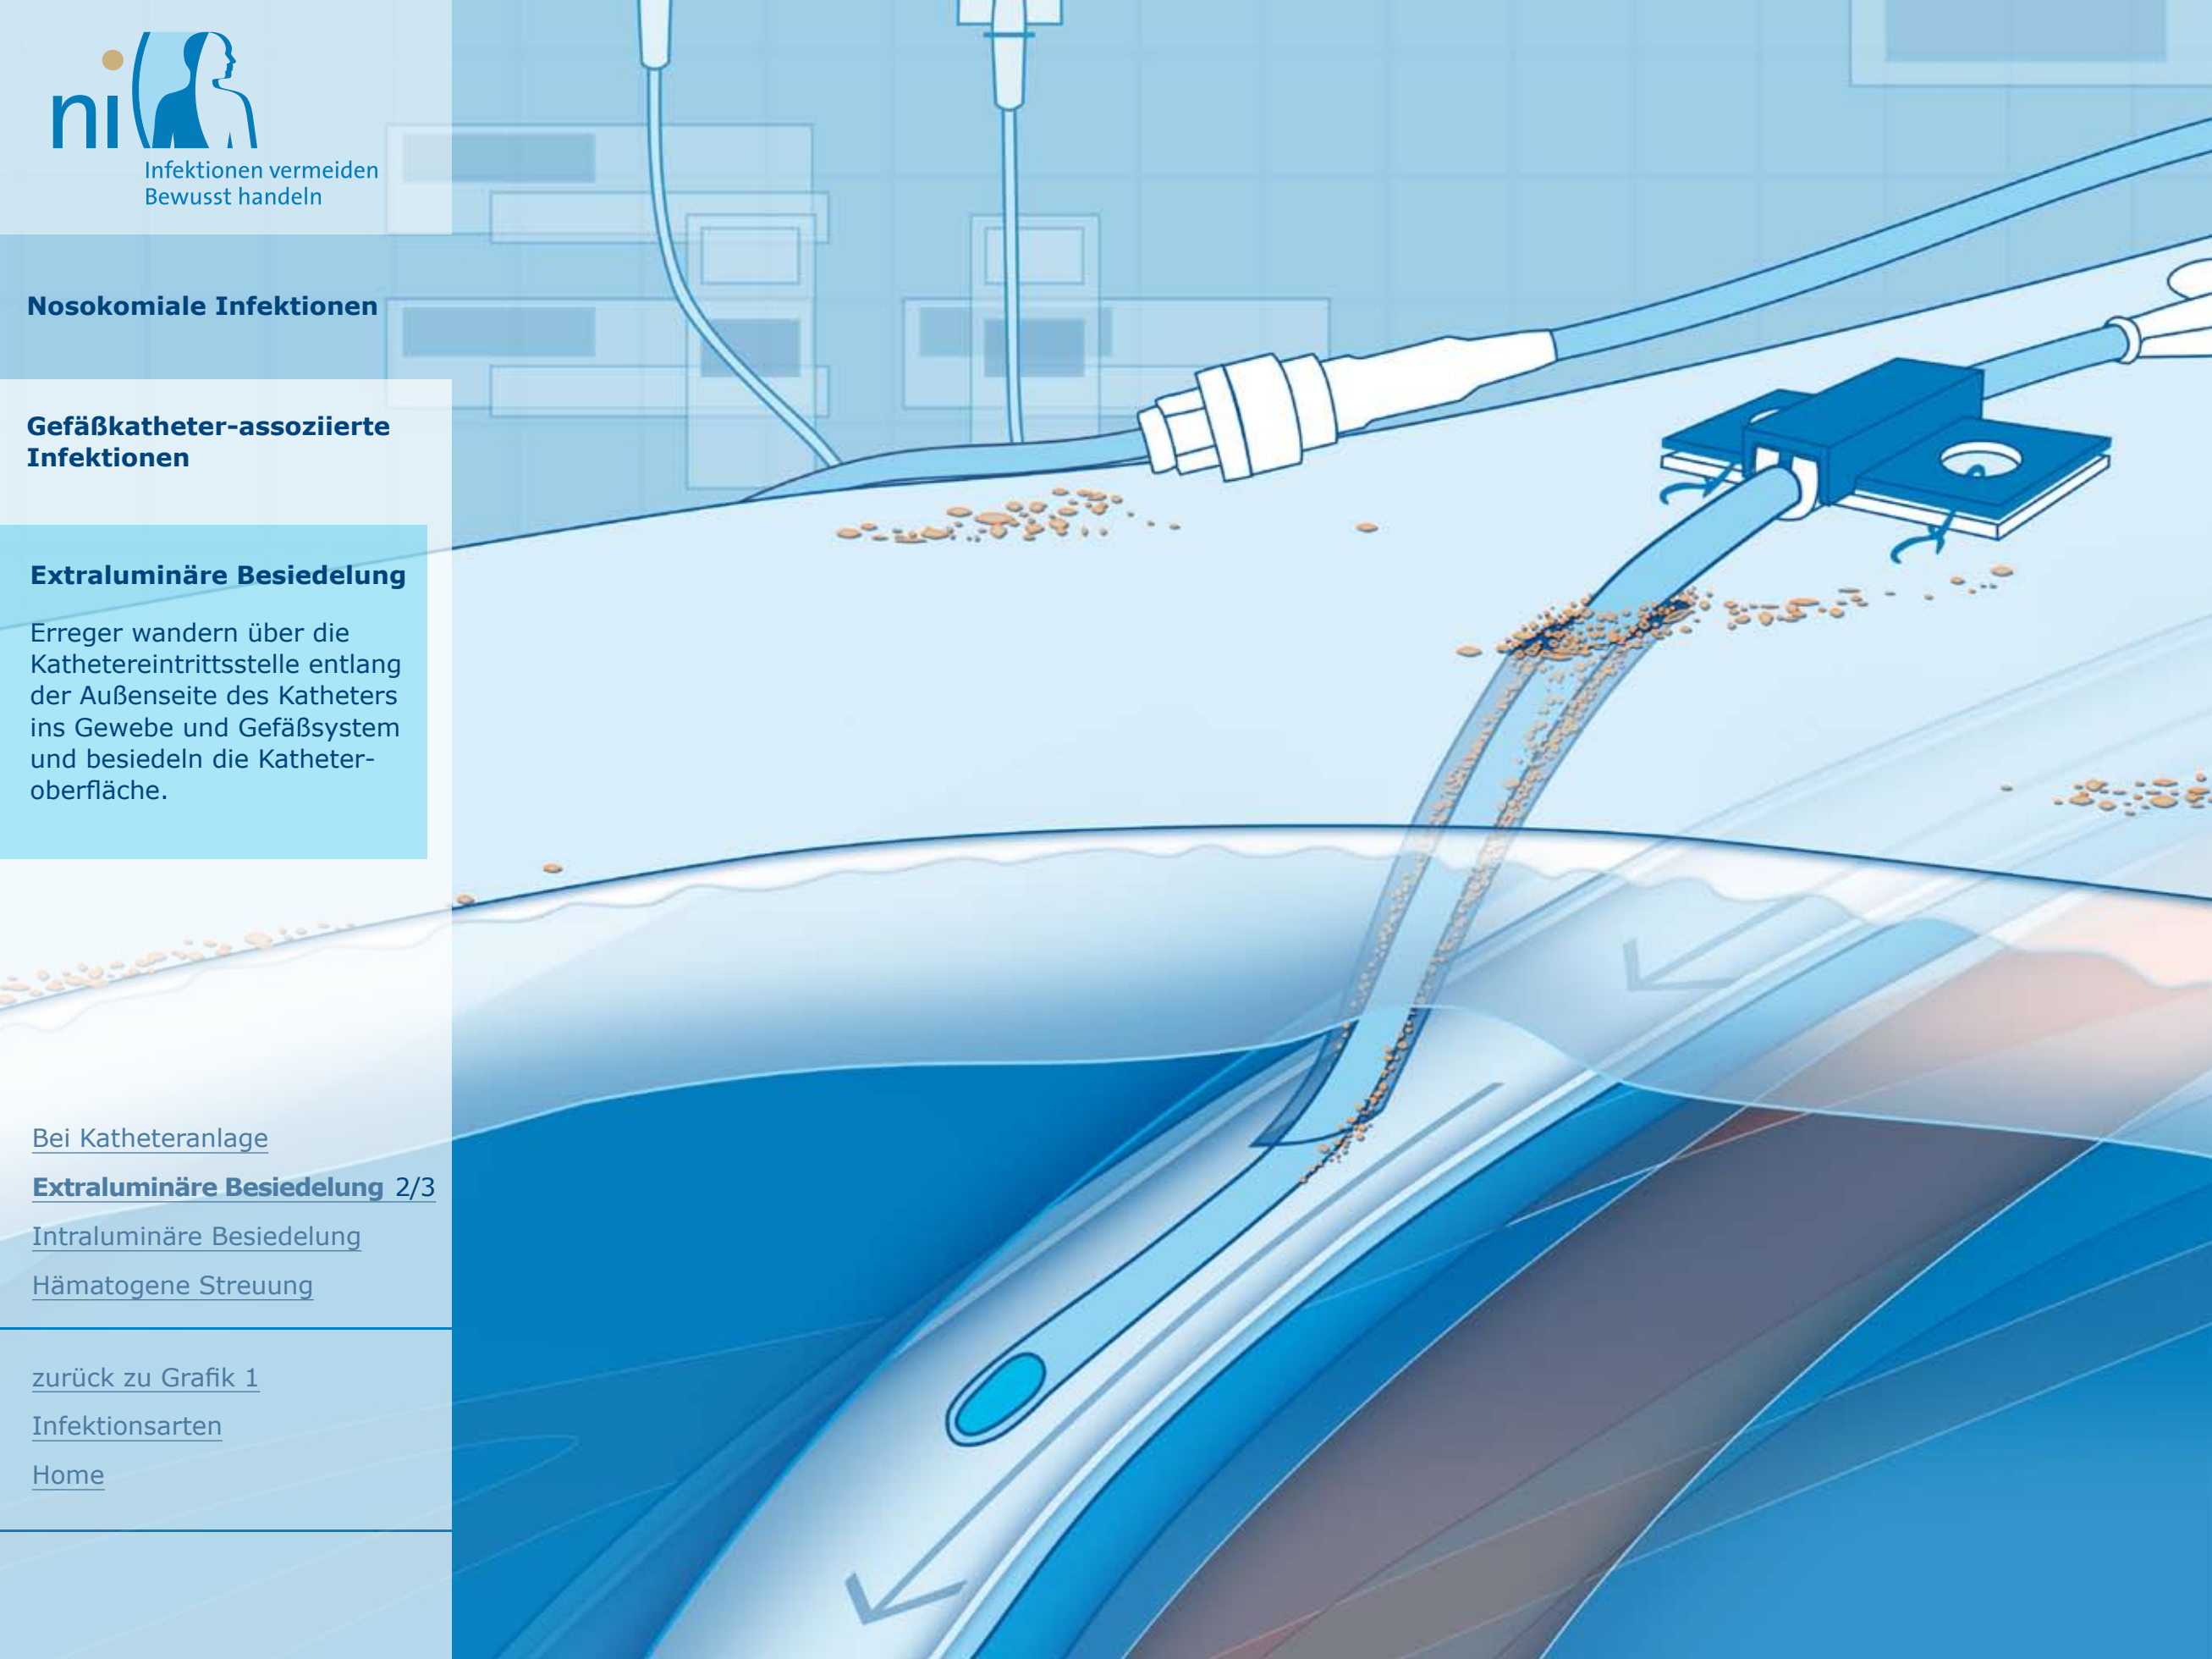 ni
Infektionen vermeiden
Bewusst handeln
Nosokomiale Infektionen
Gefäßkatheter-assoziierte
Infektionen
Extraluminäre Besiedelung
Erreger wandern über die
Kathetereintrittsstelle entlang
der Außenseite des Katheters
ins Gewebe und Gefäßsystem
und besiedeln die Katheter-
oberfläche.
Bei Katheteranlage
Extraluminäre Besiedelung 2/3
Intraluminäre Besiedelung
Hämatogene Streuung
zurück zu Grafik 1
Infektionsarten
Home